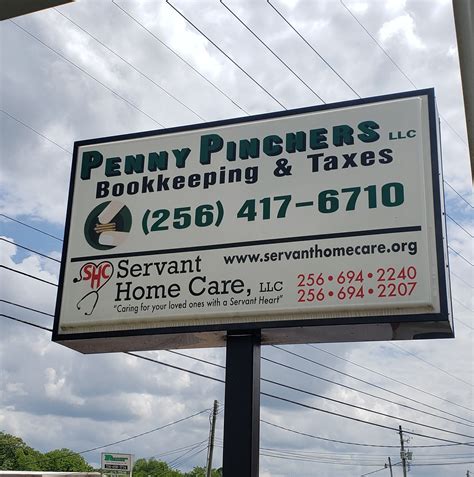 PENNY PINCHERS LLC
Bookkeeping & Taxes
(256) 417-6710
SHC
Servant
Home Care, LLC
"Caring for your loved ones with a Servant Heart"
www.servanthomecare.org
256•694•2240
256•694•2207